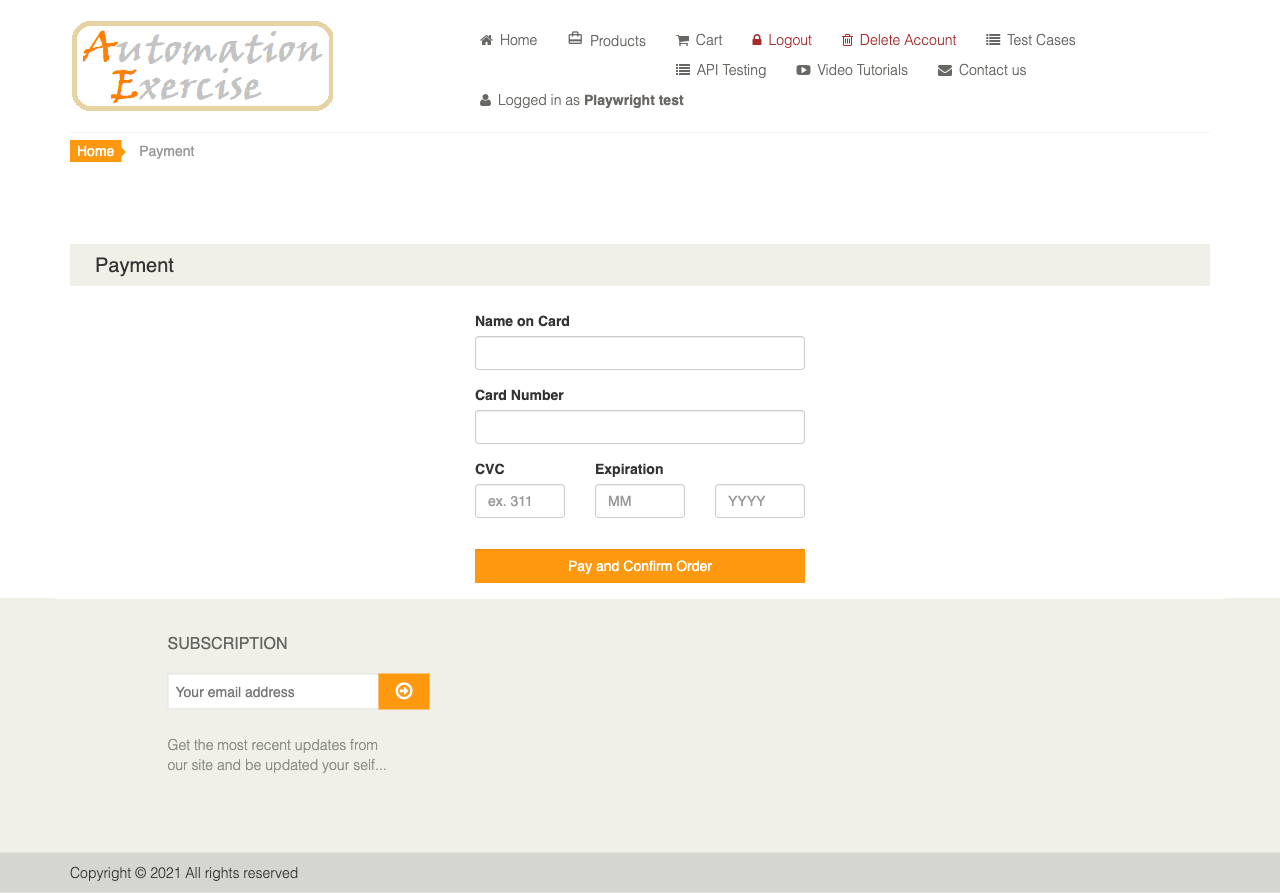 Automation
Exercise
Home Products Cart Logout Delete Account Test Cases
API Testing Video Tutorials Contact us
Logged in as Playwright test
Home Payment
Payment
Name on Card
Card Number
CVC Expiration
ex. 311 MM YYYY
Pay and Confirm Order
SUBSCRIPTION
Your email address
Get the most recent updates from
our site and be updated your self...
Copyright © 2021 All rights reserved